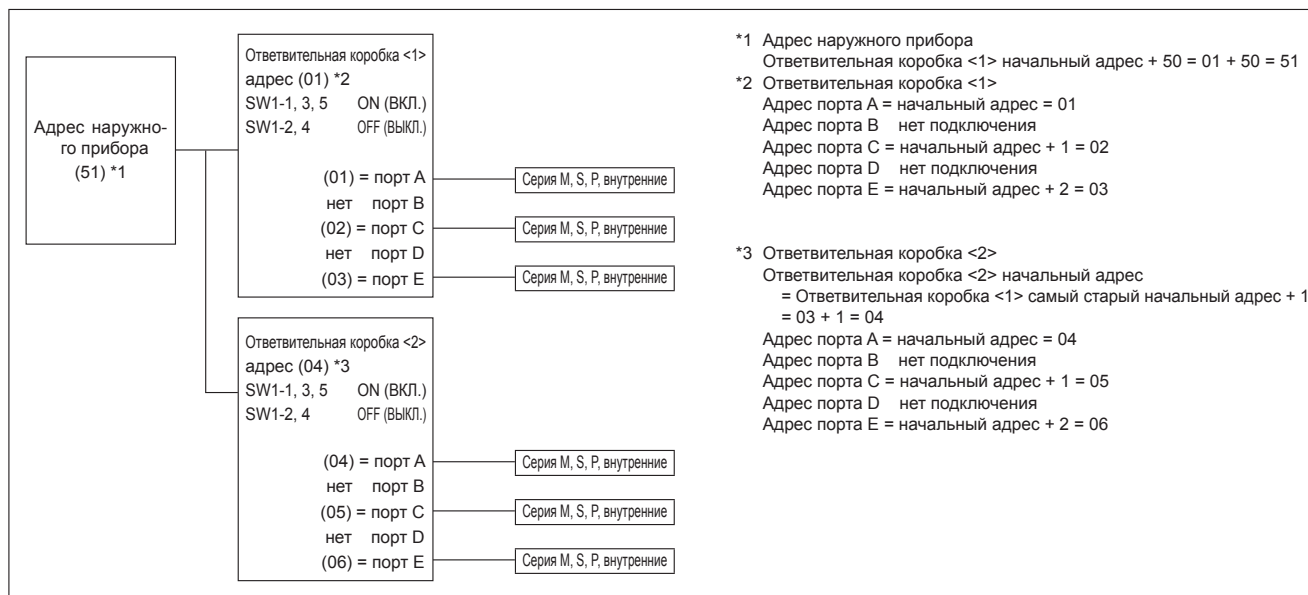 Адрес наружно-
го прибора
(51) *1
Ответвительная коробка <1>
адрес (01) *2
SW1-1, 3, 5 ON (ВКЛ.)
SW1-2, 4 OFF (ВЫКЛ.)
(01) = порт A
нет порт B
(02) = порт C
нет порт D
(03) = порт E
Серия M, S, P, внутренние
Серия M, S, P, внутренние
Серия M, S, P, внутренние
Ответвительная коробка <2>
адрес (04) *3
SW1-1, 3, 5 ON (ВКЛ.)
SW1-2, 4 OFF (ВЫКЛ.)
(04) = порт A
нет порт B
(05) = порт C
нет порт D
(06) = порт E
Серия M, S, P, внутренние
Серия M, S, P, внутренние
Серия M, S, P, внутренние
*1 Адрес наружного прибора
Ответвительная коробка <1> начальный адрес + 50 = 01 + 50 = 51
*2 Ответвительная коробка <1>
Адрес порта A = начальный адрес = 01
Адрес порта B нет подключения
Адрес порта C = начальный адрес + 1 = 02
Адрес порта D нет подключения
Адрес порта E = начальный адрес + 2 = 03
*3 Ответвительная коробка <2>
Ответвительная коробка <2> начальный адрес
= Ответвительная коробка <1> самый старый начальный адрес + 1
= 03 + 1 = 04
Адрес порта A = начальный адрес = 04
Адрес порта B нет подключения
Адрес порта C = начальный адрес + 1 = 05
Адрес порта D нет подключения
Адрес порта E = начальный адрес + 2 = 06